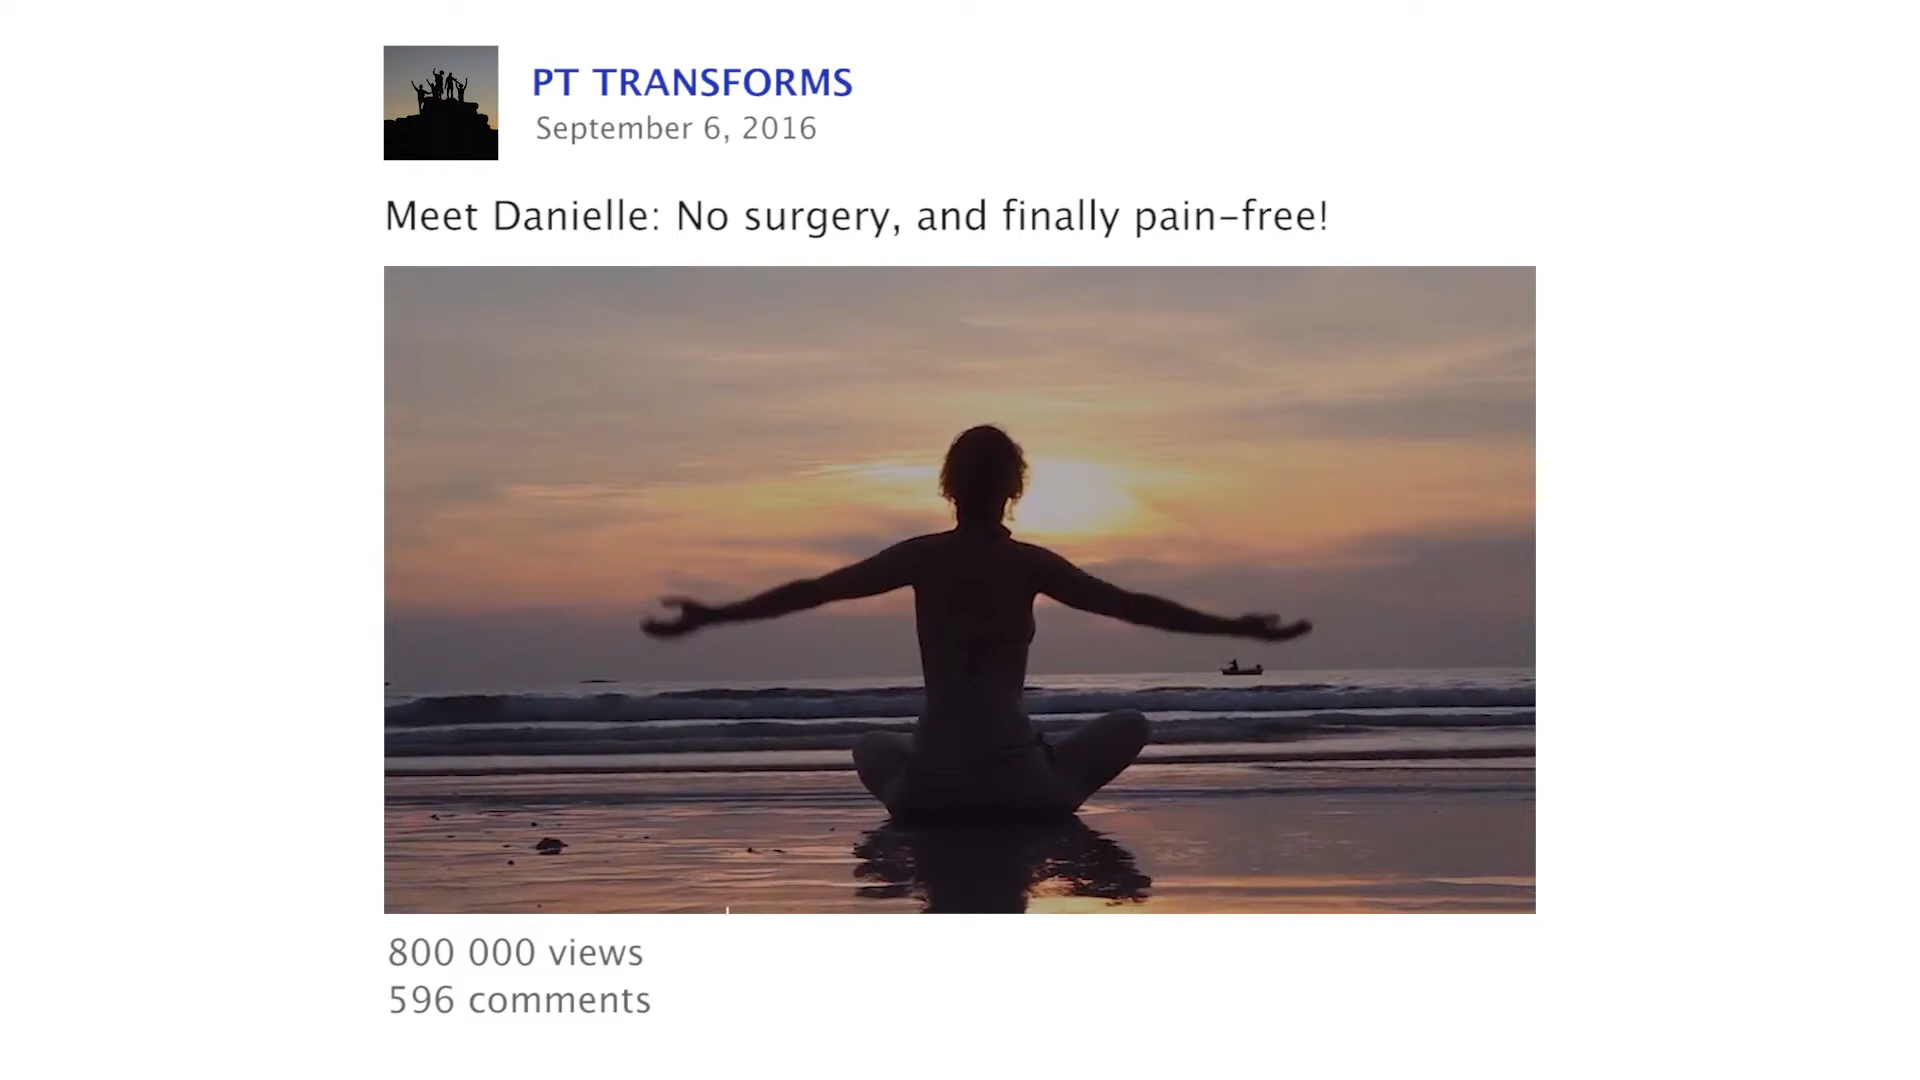 PT TRANSFORMS
September 6, 2016
Meet Danielle: No surgery, and finally pain-free!
800 000 views
596 comments